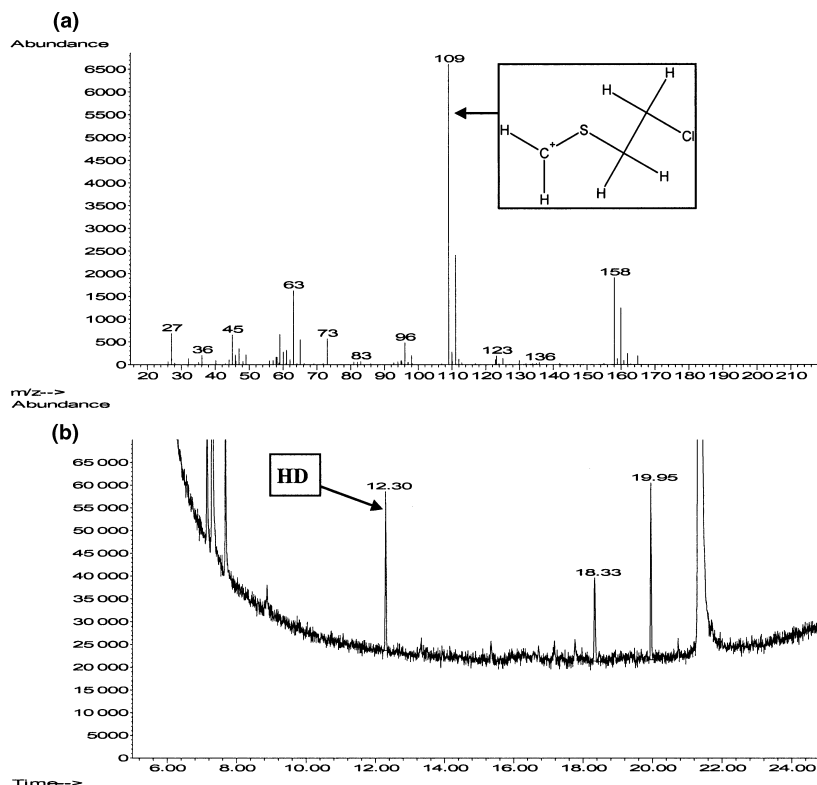 (a)
Abundance
109
6500
6000
5500
5000
4500
4000
3500
3000
2500
2000
1500
1000
500
0
H
H
S
H
C+
Cl
H
H
H
158
63
27
36
45
73
83
96
123
136
20 30 40 50 60 70 80 90 100 110 120 130 140 150 160 170 180 190 200 210
m/z-->
Abundance
(b)
65 000
60 000
55 000
50 000
45 000
40 000
35 000
30 000
25 000
20 000
15 000
10 000
5000
0
HD
12.30
19.95
18.33
6.00 8.00 10.00 12.00 14.00 16.00 18.00 20.00 22.00 24.00
Time-->